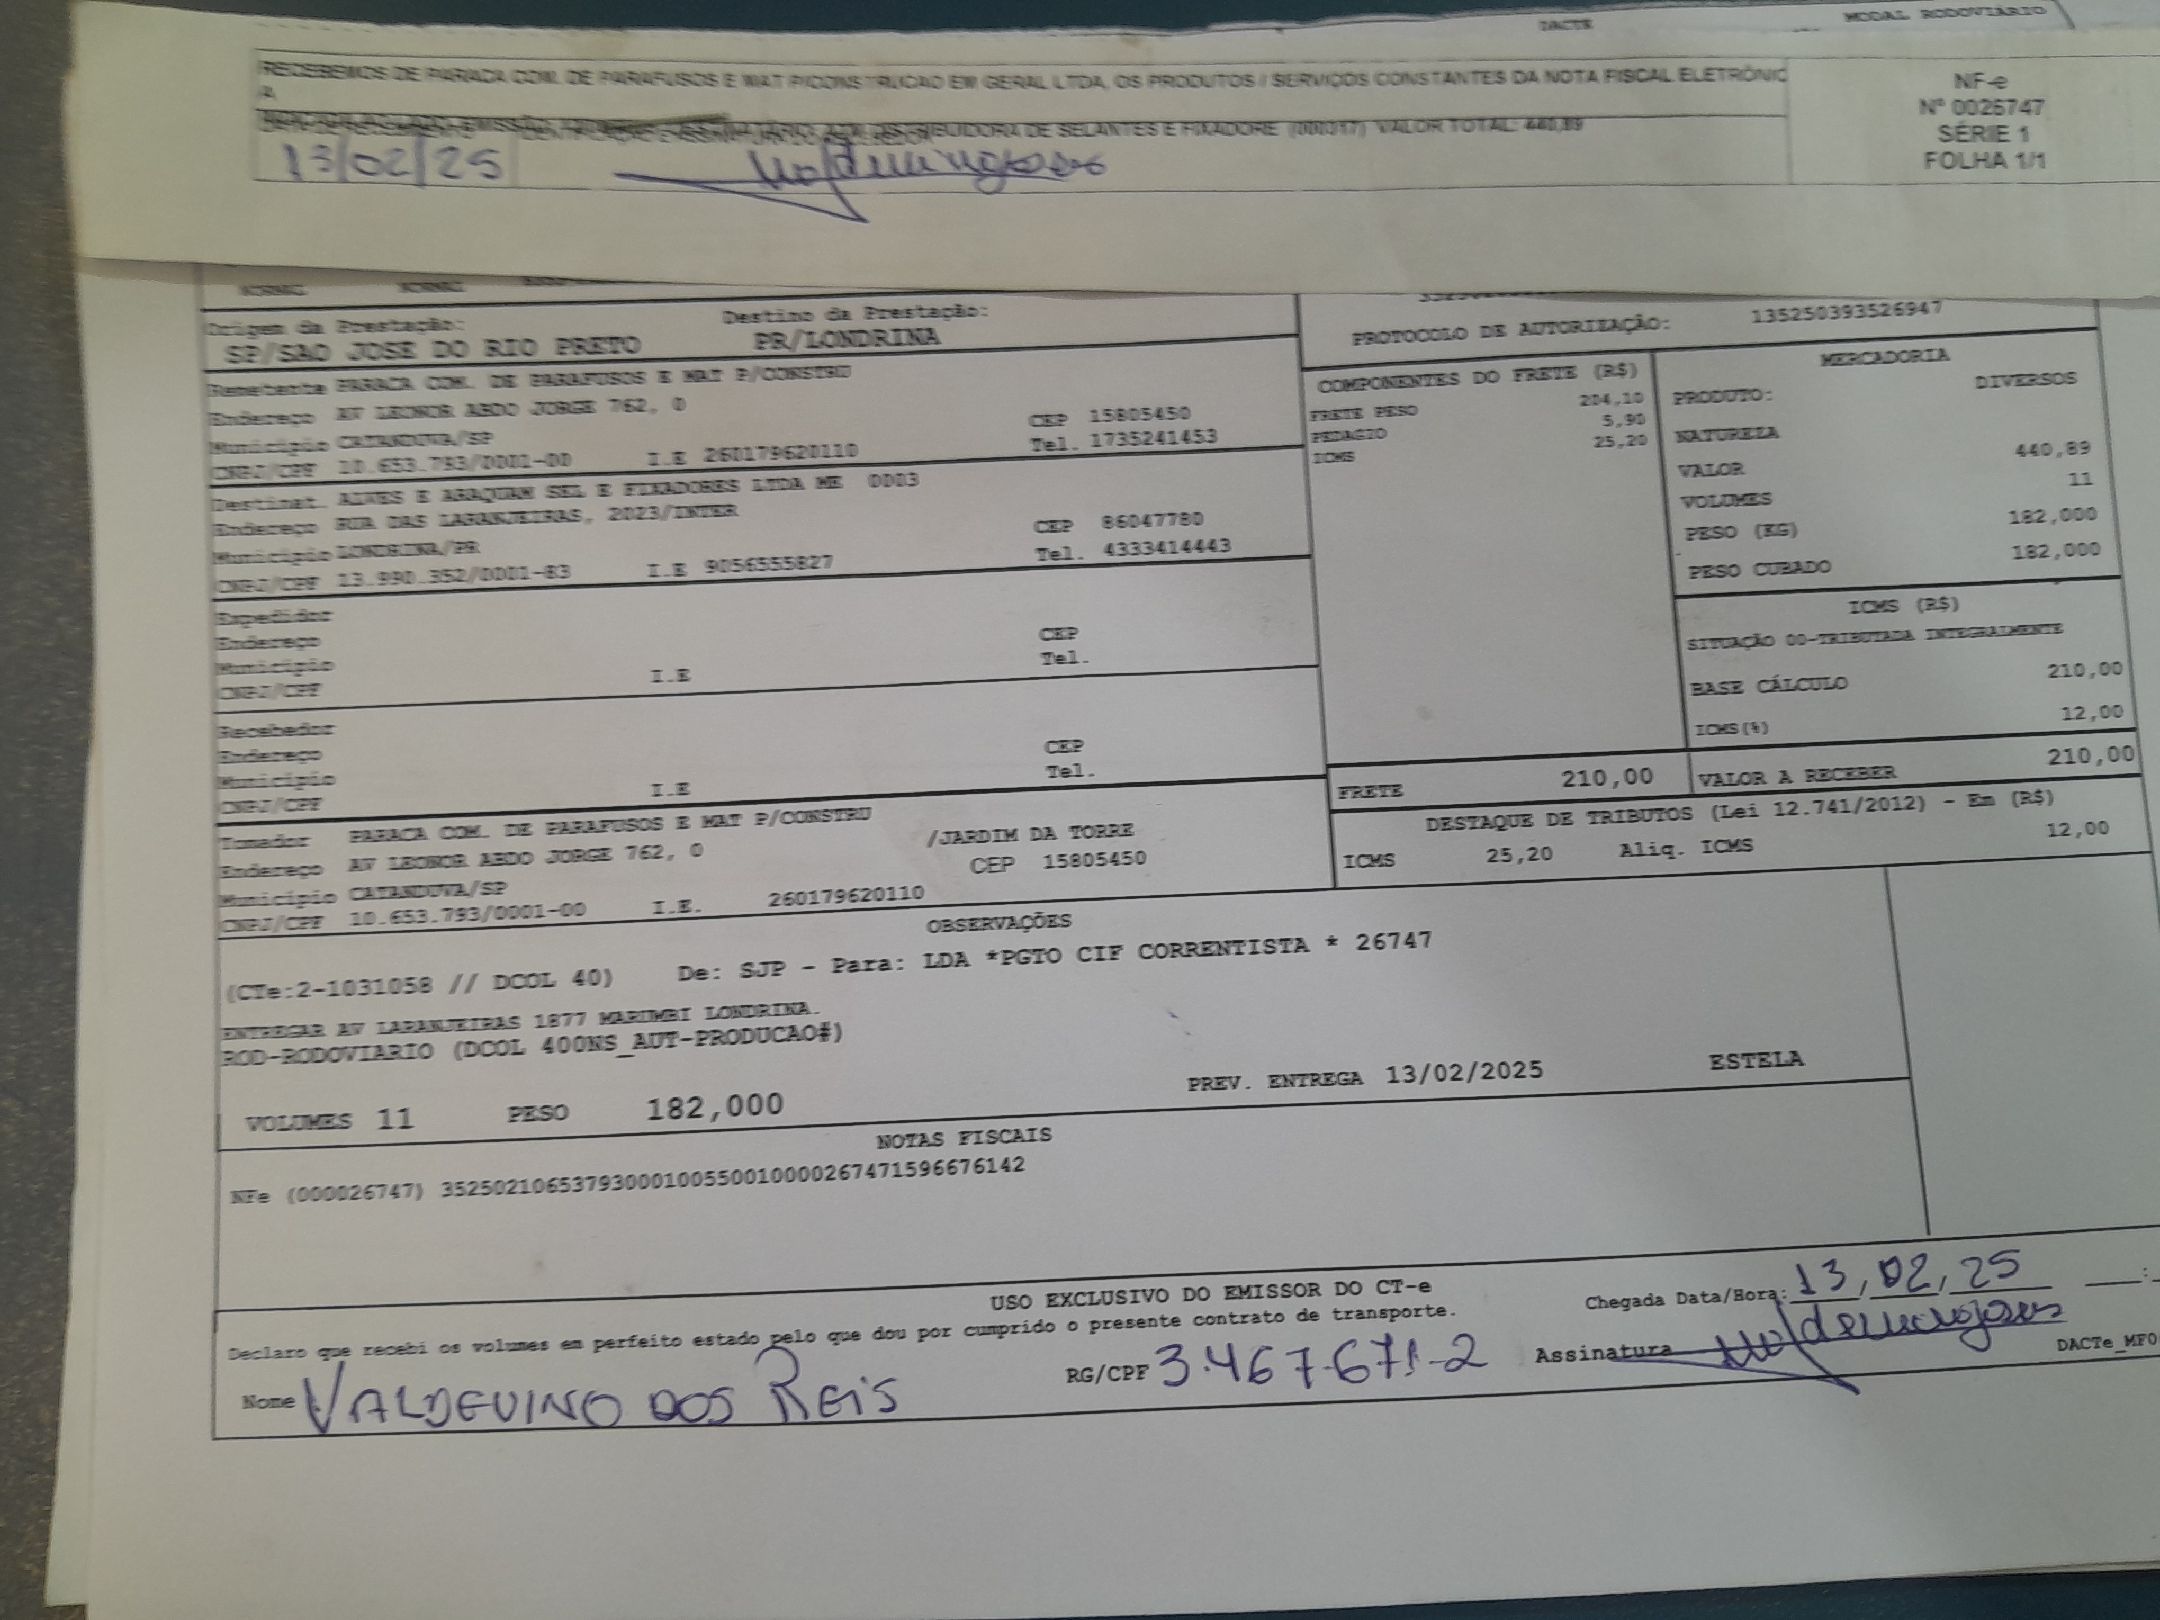 DACTE
MODAL RODOVIÁRIO
RECEBEMOS DE PARACA COM. DE PARAFUSOS E MAT P/CONSTRUCAO EM GERAL LTDA, OS PRODUTOS / SERVIÇOS CONSTANTES DA NOTA FISCAL ELETRÔNIC
A
DE SELANTES E FIXADORE (000317) VALOR TOTAL: 440,89
13/02/25
NF-e
Nº 0026747
SÉRIE 1
FOLHA 1/1
Origem da Prestação: Destino da Prestação:
SP/SAO JOSE DO RIO PRETO PR/LONDRINA
PROTOCOLO DE AUTORIZAÇÃO: 135250393526947
Remetente PARACA COM. DE PARAFUSOS E MAT P/CONSTRU
Endereço AV LEONOR ABDO JORGE 762, 0
Município CATANDUVA/SP CEP 15805450
CNPJ/CPF 10.653.793/0001-00 I.E 260179620110 Tel. 1735241453
Destinat. ALVES E ARAQUAM SEL E FIXADORES LTDA ME 0003
Endereço RUA DAS LARANJEIRAS, 2023/INTER
Município LONDRINA/PR CEP 86047780
CNPJ/CPF 13.990.352/0001-83 I.E 9056555827 Tel. 4333414443
Expedidor
Endereço
Município CEP
CNPJ/CPF I.E Tel.
Recebedor
Endereço
Município CEP
CNPJ/CPF I.E Tel.
Tomador PARACA COM. DE PARAFUSOS E MAT P/CONSTRU
Endereço AV LEONOR ABDO JORGE 762, 0 /JARDIM DA TORRE
Município CATANDUVA/SP CEP 15805450
CNPJ/CPF 10.653.793/0001-00 I.E. 260179620110
COMPONENTES DO FRETE (R$)
FRETE PESO 204,10
PEDAGIO 5,90
ICMS 25,20
MERCADORIA
PRODUTO: DIVERSOS
NATUREZA
VALOR 440,89
VOLUMES 11
PESO (KG) 182,000
PESO CUBADO 182,000
ICMS (R$)
SITUAÇÃO 00-TRIBUTADA INTEGRALMENTE
BASE CÁLCULO 210,00
ICMS(%) 12,00
FRETE 210,00 VALOR A RECEBER 210,00
DESTAQUE DE TRIBUTOS (Lei 12.741/2012) - Em (R$)
ICMS 25,20 Aliq. ICMS 12,00
OBSERVAÇÕES
(CTe:2-1031058 // DCOL 40) De: SJP - Para: LDA *PGTO CIF CORRENTISTA * 26747
ENTREGAR AV LARANJEIRAS 1877 MARUMBI LONDRINA.
ROD-RODOVIARIO (DCOL 400NS_AUT-PRODUCAO#)
PREV. ENTREGA 13/02/2025 ESTELA
VOLUMES 11 PESO 182,000
NOTAS FISCAIS
NFe (000026747) 35250210653793000100550010000267471596676142
USO EXCLUSIVO DO EMISSOR DO CT-e
Declaro que recebi os volumes em perfeito estado pelo que dou por cumprido o presente contrato de transporte.
Chegada Data/Hora: 13,02,25 __:_
Nome VALDEVINO DOS REIS RG/CPF 3.467.671-2 Assinatura
DACTe_MF0